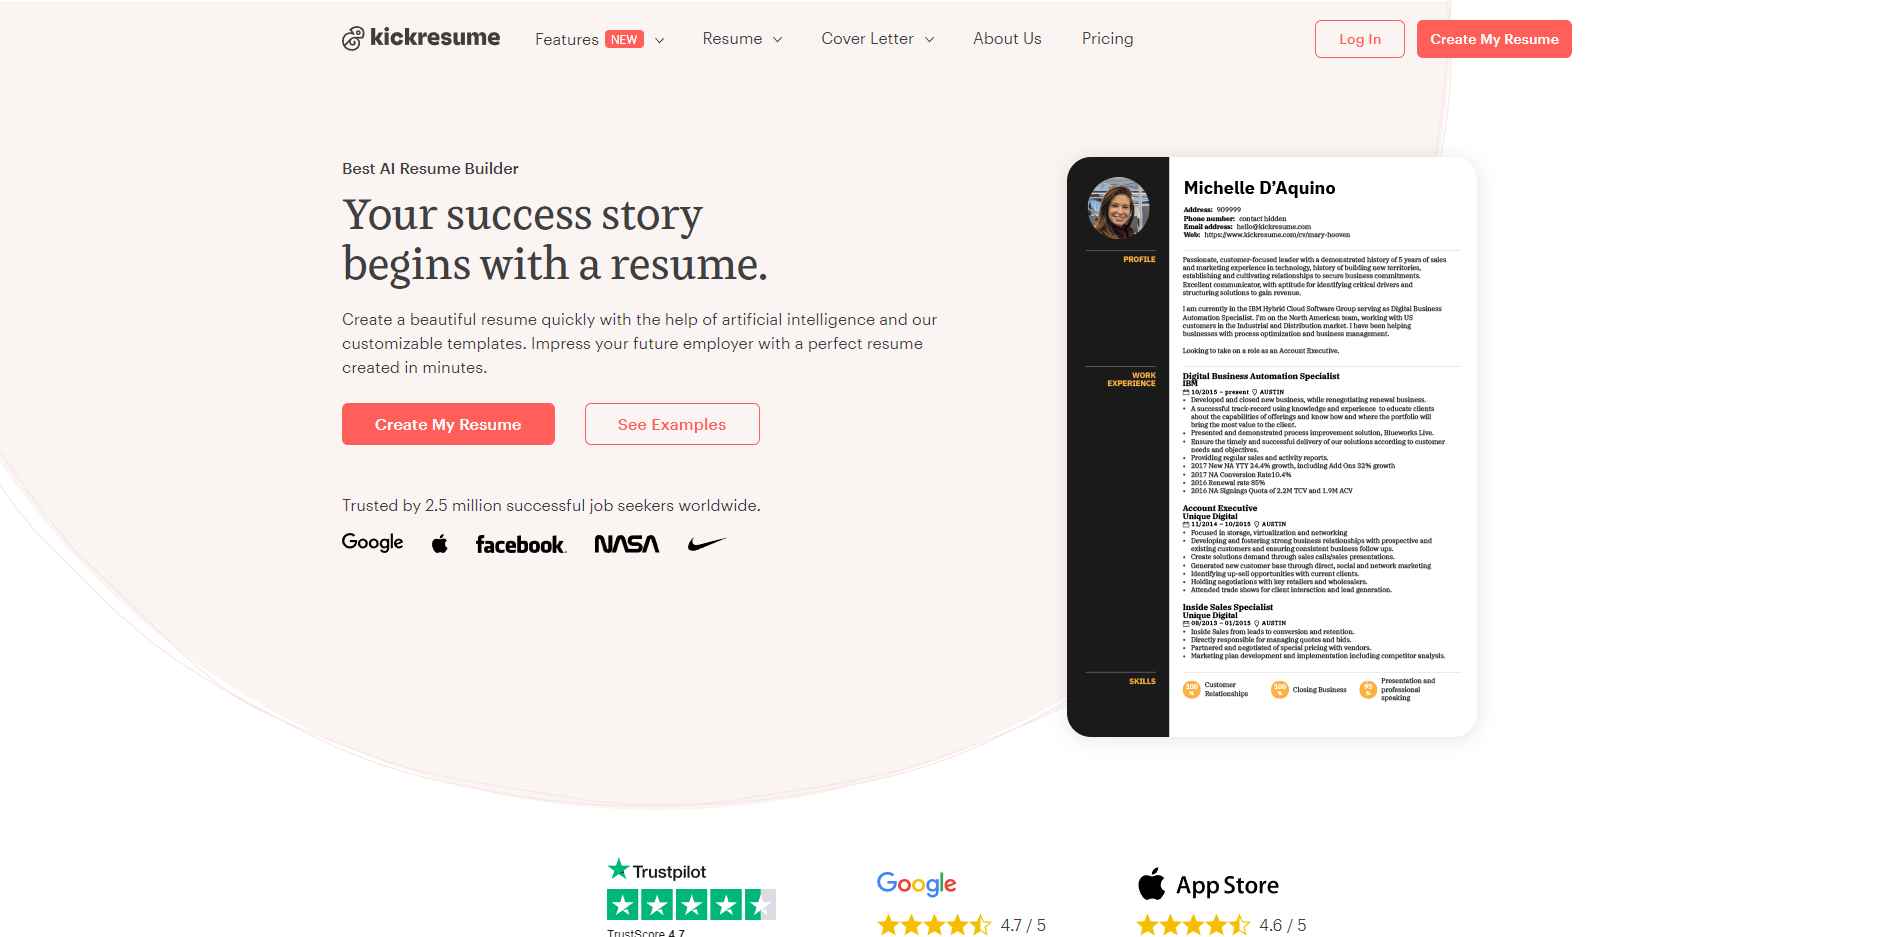 kickresume
Features NEW
Resume
Cover Letter
About Us
Pricing
Log In
Create My Resume
Best AI Resume Builder
Your success story
begins with a resume.
Create a beautiful resume quickly with the help of artificial intelligence and our
customizable templates. Impress your future employer with a perfect resume
created in minutes.
Create My Resume
See Examples
Trusted by 2.5 million successful job seekers worldwide.
Google
facebook
NASA
Michelle D'Aquino
Address: 909999
Phone number: contact hidden
Email address: hello@kickresume.com
Web: https://www.kickresume.com/cv/mary-hooven
PROFILE
Passionate, customer-focused leader with a demonstrated history of 5 years of sales
and marketing experience in technology, history of building new territories,
establishing and cultivating relationships to secure business commitments.
Excellent communicator, with aptitude for identifying critical drivers and
structuring solutions to gain revenue.
I am currently in the IBM Hybrid Cloud Software Group serving as Digital Business
Automation Specialist. I'm on the North American team, working with US
customers in the Industrial and Distribution market. I have been helping
businesses with process optimization and business management.
Looking to take on a role as an Account Executive.
WORK
EXPERIENCE
Digital Business Automation Specialist
IBM
10/2015 – present AUSTIN
• Developed and closed new business, while renegotiating renewal business.
• A successful track-record using knowledge and experience to educate clients
about the capabilities of offerings and know how and where the portfolio will
bring the most value to the client.
• Presented and demonstrated process improvement solution, Blueworks Live.
• Ensure the timely and successful delivery of our solutions according to customer
needs and objectives.
• Providing regular sales and activity reports.
• 2017 New NA YTY 24.4% growth, including Add Ons 32% growth
• 2017 NA Conversion Rate10.4%
• 2016 Renewal rate 85%
• 2016 NA Signings Quota of 2.2M TCV and 1.9M ACV
Account Executive
Unique Digital
11/2014 – 10/2015 AUSTIN
• Focused in storage, virtualization and networking
• Developing and fostering strong business relationships with prospective and
existing customers and ensuring consistent business follow ups.
• Create solutions demand through sales calls/sales presentations.
• Generated new customer base through direct, social and network marketing
• Identifying up-sell opportunities with current clients.
• Holding negotiations with key retailers and wholesalers.
• Attended trade shows for client interaction and lead generation.
Inside Sales Specialist
Unique Digital
08/2013 – 01/2015 AUSTIN
• Inside Sales from leads to conversion and retention.
• Directly responsible for managing quotes and bids.
• Partnered and negotiated of special pricing with vendors.
• Marketing plan development and implementation including competitor analysis.
SKILLS
100 %
Customer
Relationships
100 %
Closing Business
Presentation and
professional
speaking
Trustpilot
TrustScore 4.7
Google
4.7 / 5
App Store
4.6 / 5